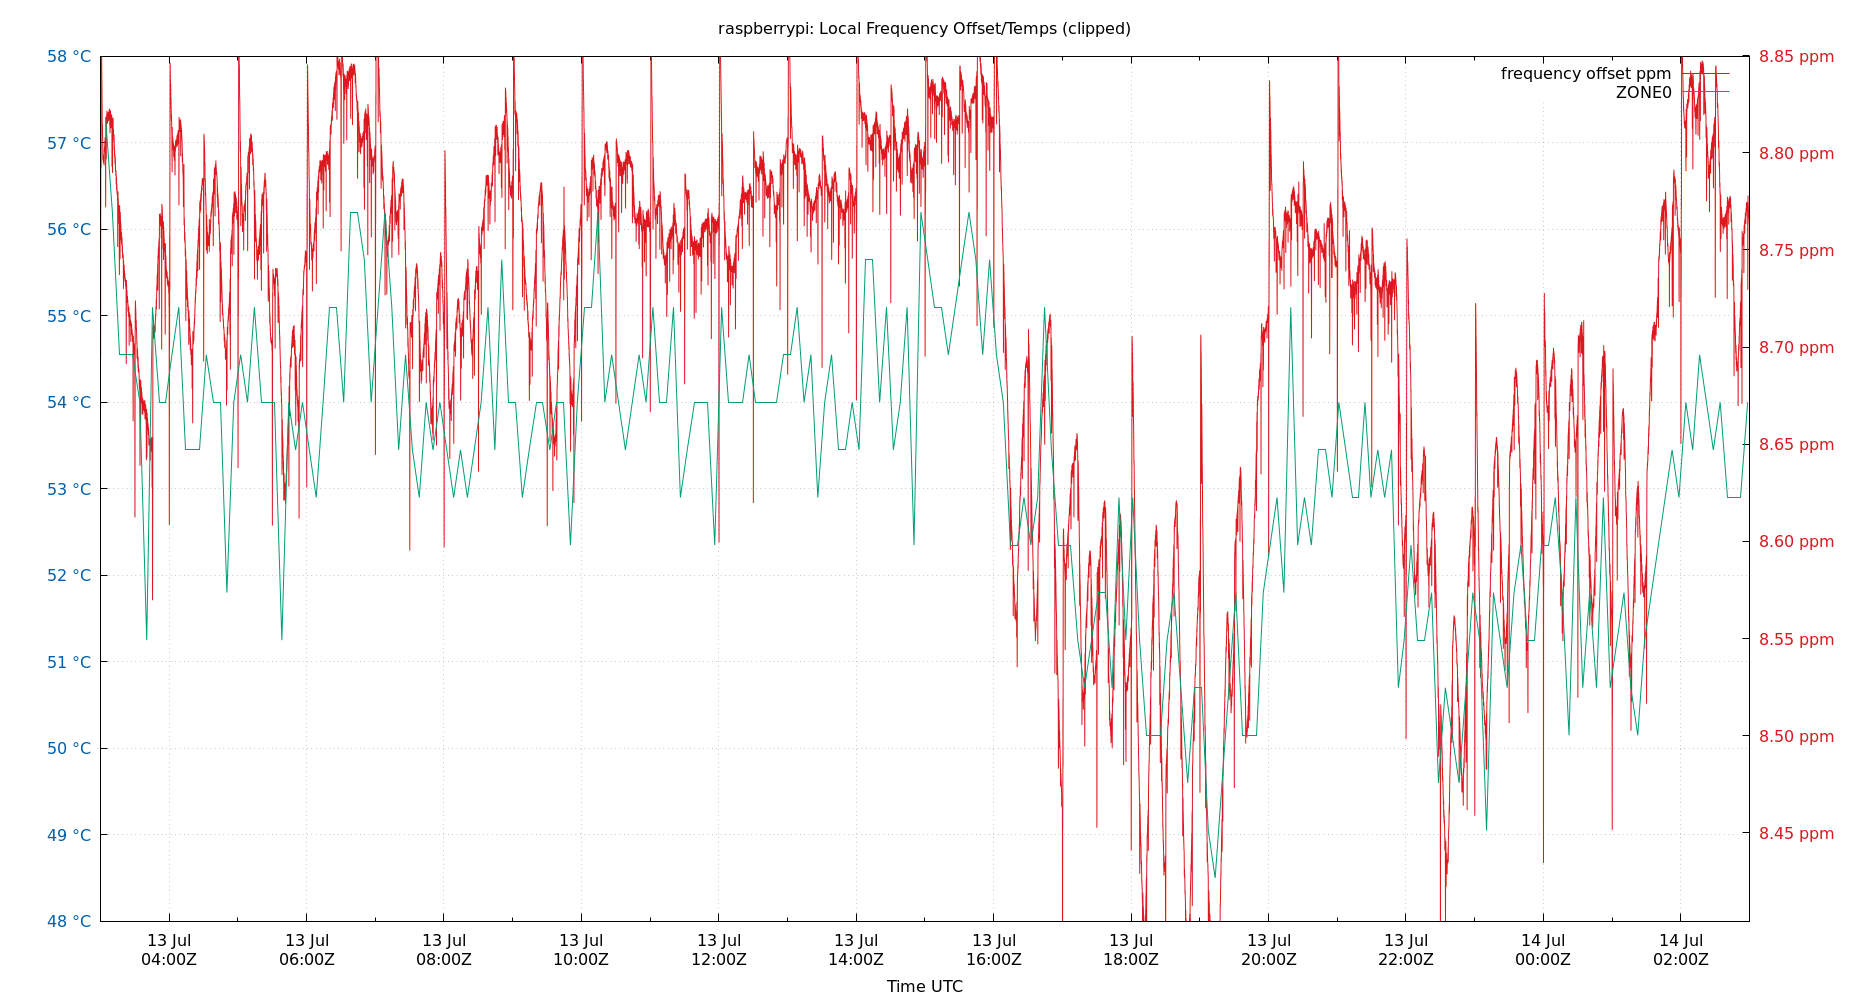 raspberrypi: Local Frequency Offset/Temps (clipped)
58 °C
57 °C
56 °C
55 °C
54 °C
53 °C
52 °C
51 °C
50 °C
49 °C
48 °C
8.85 ppm
8.80 ppm
8.75 ppm
8.70 ppm
8.65 ppm
8.60 ppm
8.55 ppm
8.50 ppm
8.45 ppm
frequency offset ppm
ZONE0
13 Jul
04:00Z
13 Jul
06:00Z
13 Jul
08:00Z
13 Jul
10:00Z
13 Jul
12:00Z
13 Jul
14:00Z
13 Jul
16:00Z
13 Jul
18:00Z
13 Jul
20:00Z
13 Jul
22:00Z
14 Jul
00:00Z
14 Jul
02:00Z
Time UTC